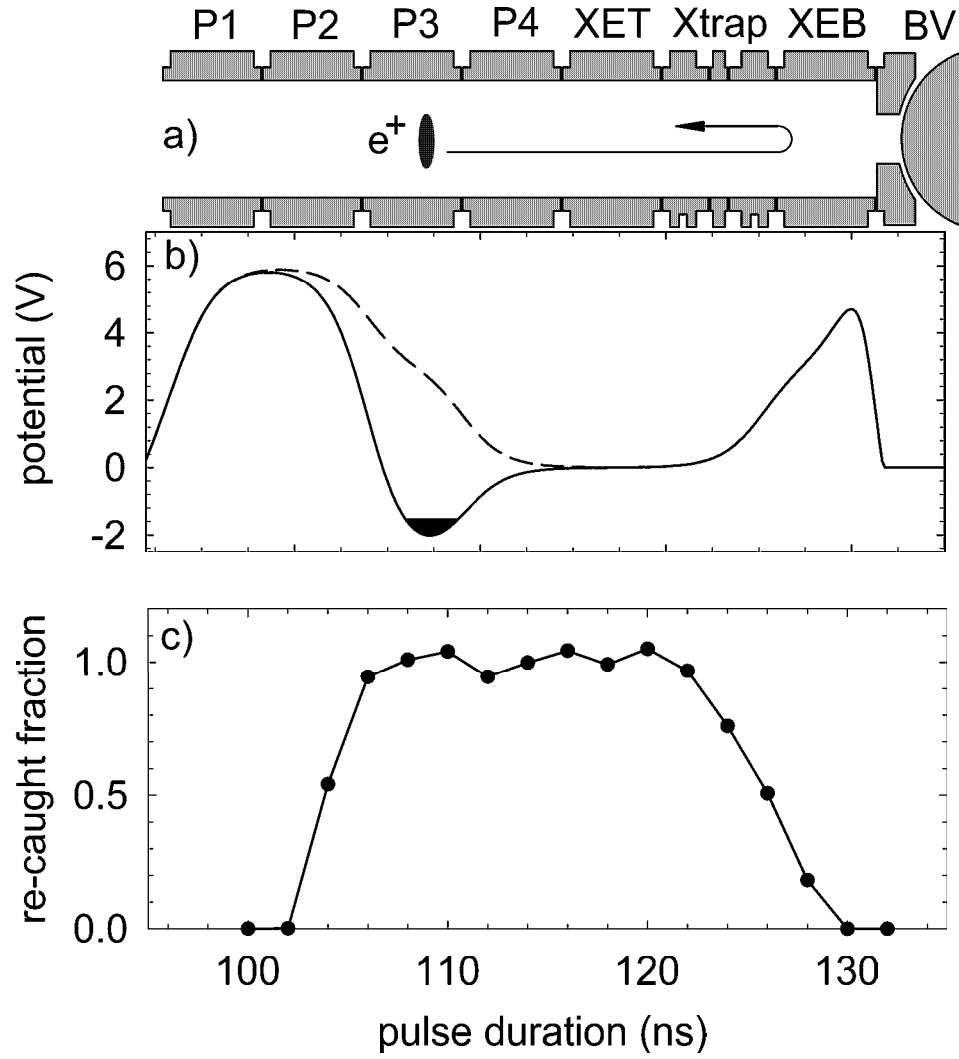 P1 P2 P3 P4 XET Xtrap XEB BV
a)
e+
b)
potential (V)
6
4
2
0
-2
c)
re-caught fraction
1.0
0.5
0.0
100 110 120 130
pulse duration (ns)